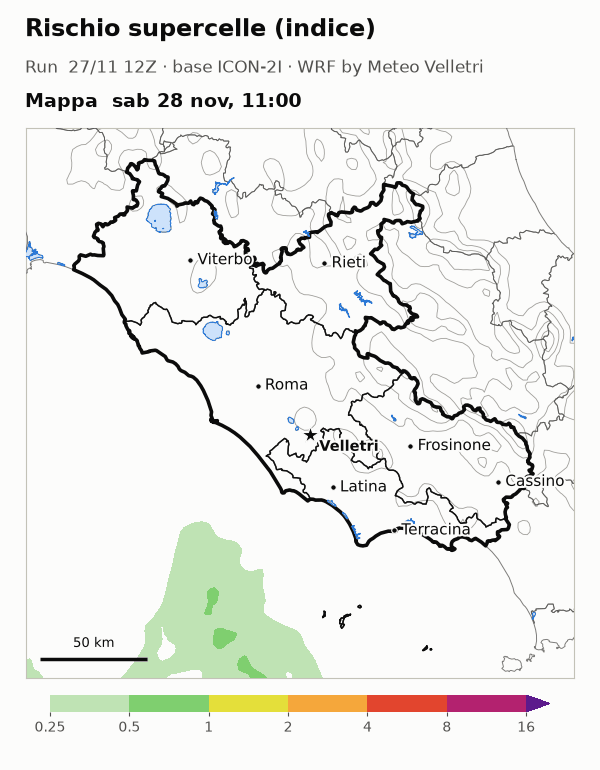 Rischio supercelle (indice)
Run  27/11 12Z · base ICON-2I · WRF by Meteo Velletri
Mappa  sab 28 nov, 11:00
Viterbo
Rieti
Roma
Velletri
Frosinone
Cassino
Latina
Terracina
50 km
0.25 0.5 1 2 4 8 16